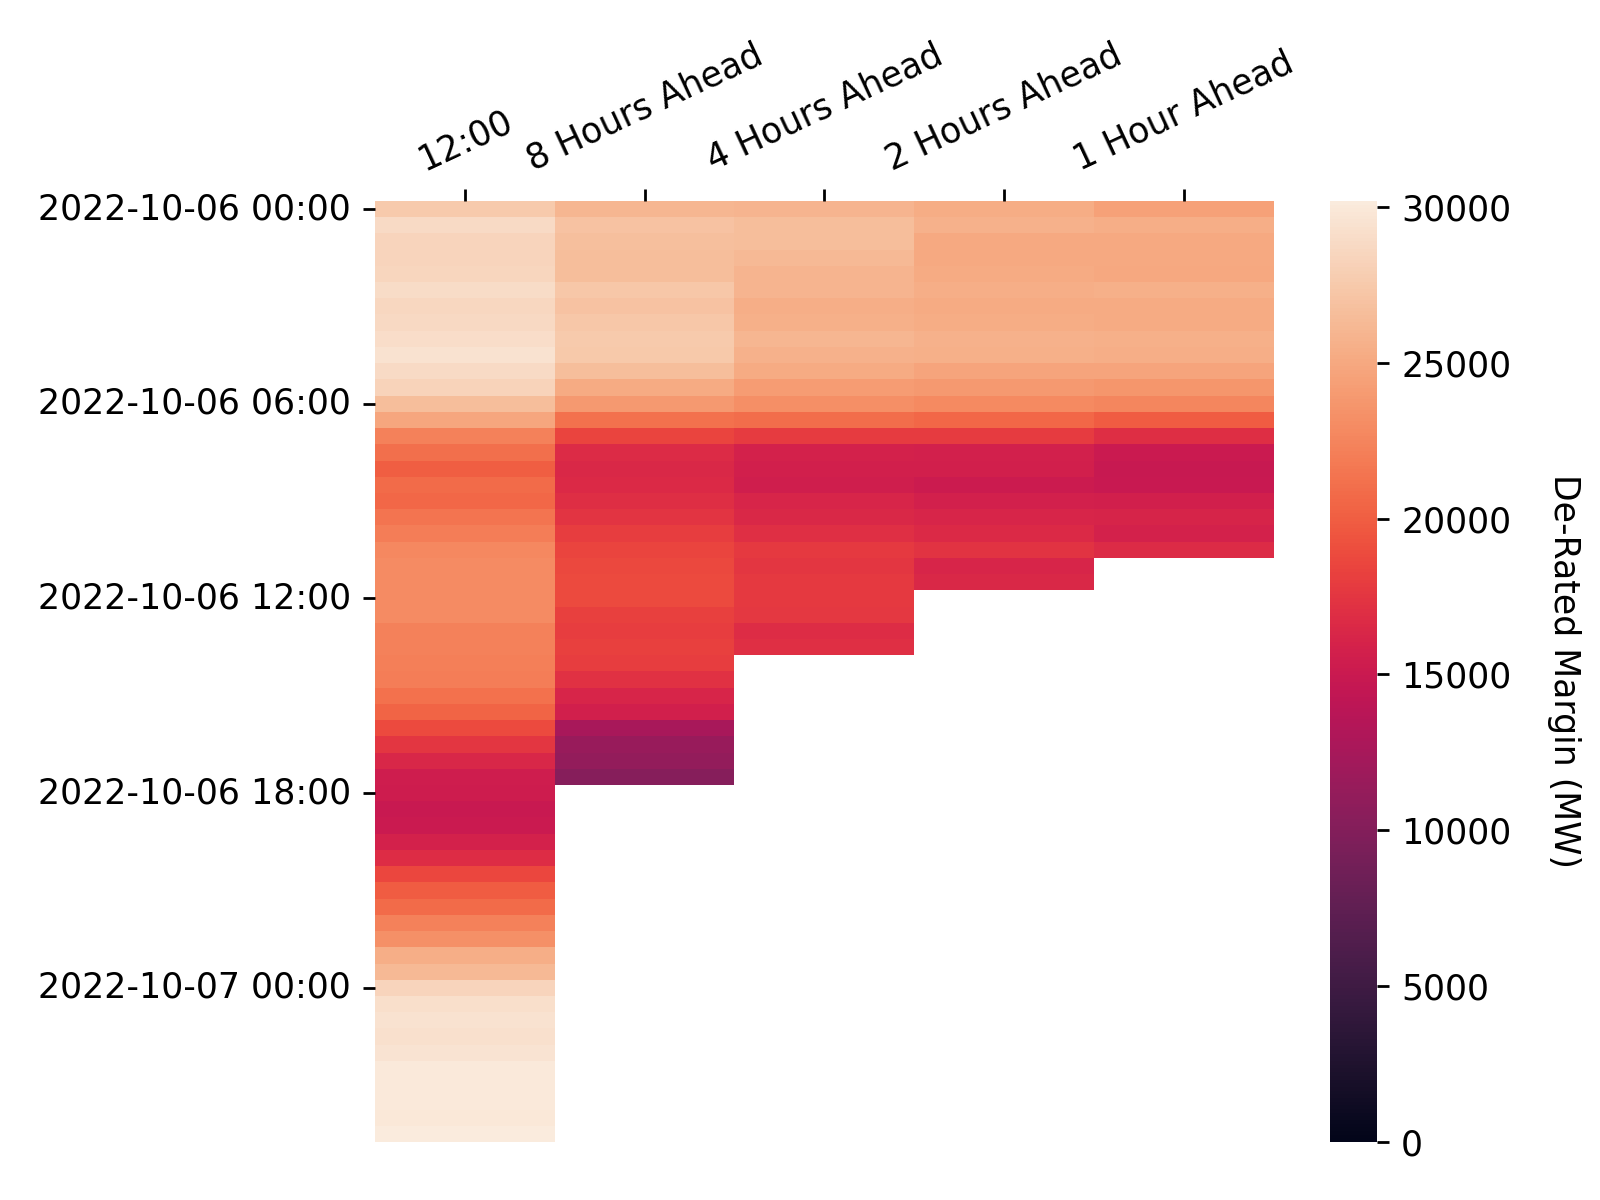 12:00
8 Hours Ahead
4 Hours Ahead
2 Hours Ahead
1 Hour Ahead
2022-10-06 00:00
2022-10-06 06:00
2022-10-06 12:00
2022-10-06 18:00
2022-10-07 00:00
30000
25000
20000
15000
10000
5000
0
De-Rated Margin (MW)